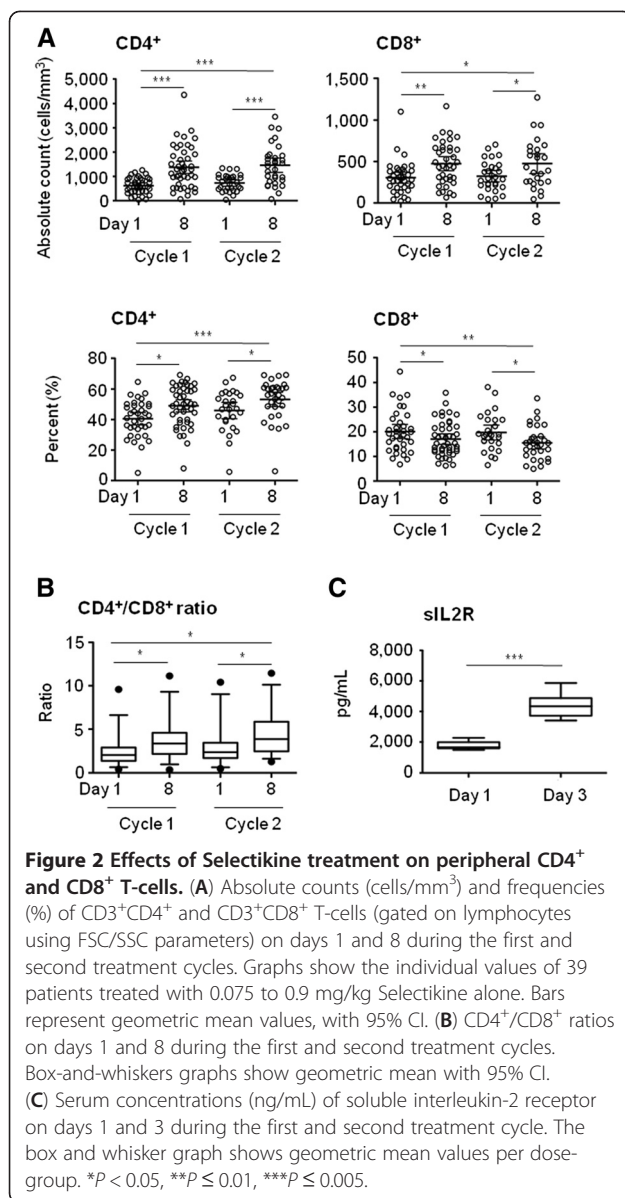 A
CD4⁺
CD8⁺
Absolute count (cells/mm³)
5,000
4,000
3,000
2,000
1,000
0
***
***
***
1,500
1,000
500
0
*
**
*
Day 1 8 1 8
Cycle 1 Cycle 2
Day 1 8 1 8
Cycle 1 Cycle 2
CD4⁺
CD8⁺
Percent (%)
80
60
40
20
0
***
*
*
50
40
30
20
10
0
**
*
*
Day 1 8 1 8
Cycle 1 Cycle 2
Day 1 8 1 8
Cycle 1 Cycle 2
B
CD4⁺/CD8⁺ ratio
Ratio
15
10
5
0
*
*
*
Day 1 8 1 8
Cycle 1 Cycle 2
C
sIL2R
pg/mL
8,000
6,000
4,000
2,000
0
***
Day 1 Day 3
Figure 2 Effects of Selectikine treatment on peripheral CD4⁺
and CD8⁺ T-cells. (A) Absolute counts (cells/mm³) and frequencies
(%) of CD3⁺CD4⁺ and CD3⁺CD8⁺ T-cells (gated on lymphocytes
using FSC/SSC parameters) on days 1 and 8 during the first and
second treatment cycles. Graphs show the individual values of 39
patients treated with 0.075 to 0.9 mg/kg Selectikine alone. Bars
represent geometric mean values, with 95% CI. (B) CD4⁺/CD8⁺ ratios
on days 1 and 8 during the first and second treatment cycles.
Box-and-whiskers graphs show geometric mean with 95% CI.
(C) Serum concentrations (ng/mL) of soluble interleukin-2 receptor
on days 1 and 3 during the first and second treatment cycle. The
box and whisker graph shows geometric mean values per dose-
group. *P < 0.05, **P ≤ 0.01, ***P ≤ 0.005.